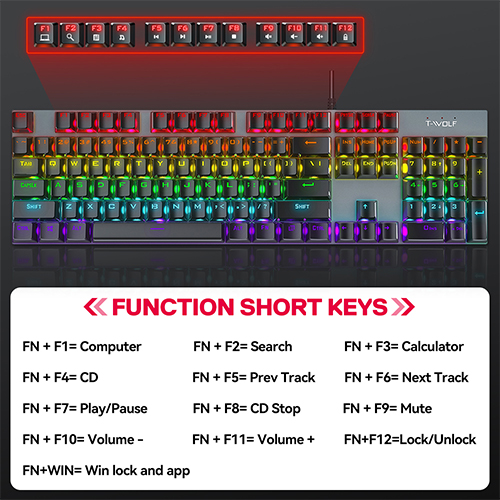 F1 F2 F3 F4 F5 F6 F7 F8 F9 F10 F11 F12
T-WOLF
TAB Q W E R T Y U I O P
A S D F G H J K L
SHIFT Z X C V B N M SHIFT
FUNCTION SHORT KEYS
FN + F1= Computer FN + F2= Search FN + F3= Calculator
FN + F4= CD FN + F5= Prev Track FN + F6= Next Track
FN + F7= Play/Pause FN + F8= CD Stop FN + F9= Mute
FN + F10= Volume - FN + F11= Volume + FN+F12=Lock/Unlock
FN+WIN= Win lock and app